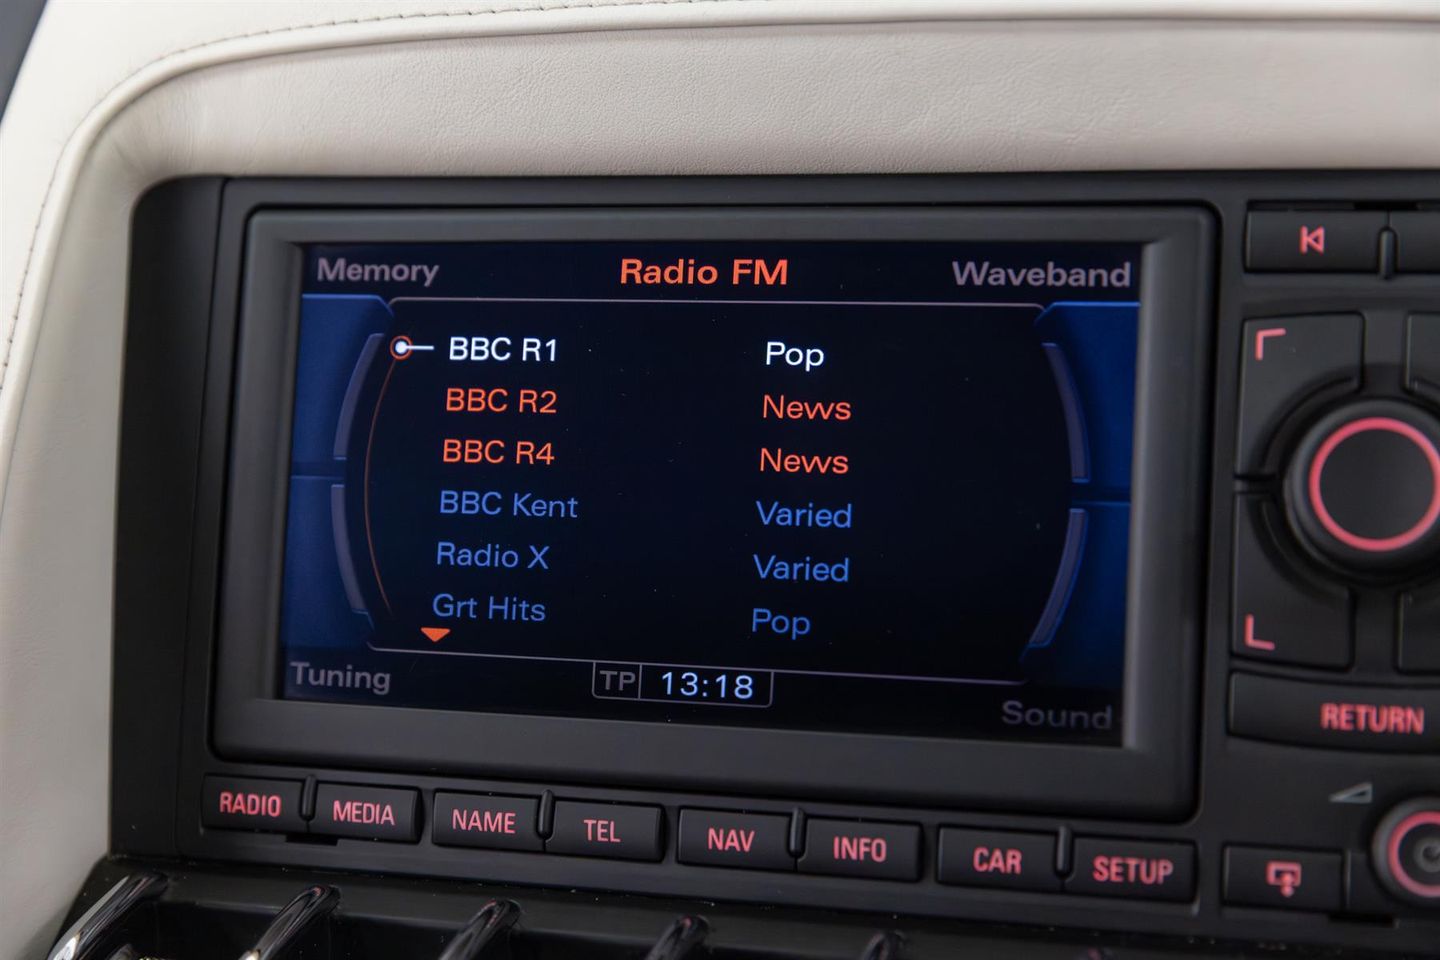 Memory Radio FM Waveband
BBC R1 Pop
BBC R2 News
BBC R4 News
BBC Kent Varied
Radio X Varied
Grt Hits Pop
Tuning TP 13:18 Sound
RETURN
RADIO MEDIA NAME TEL NAV INFO CAR SETUP